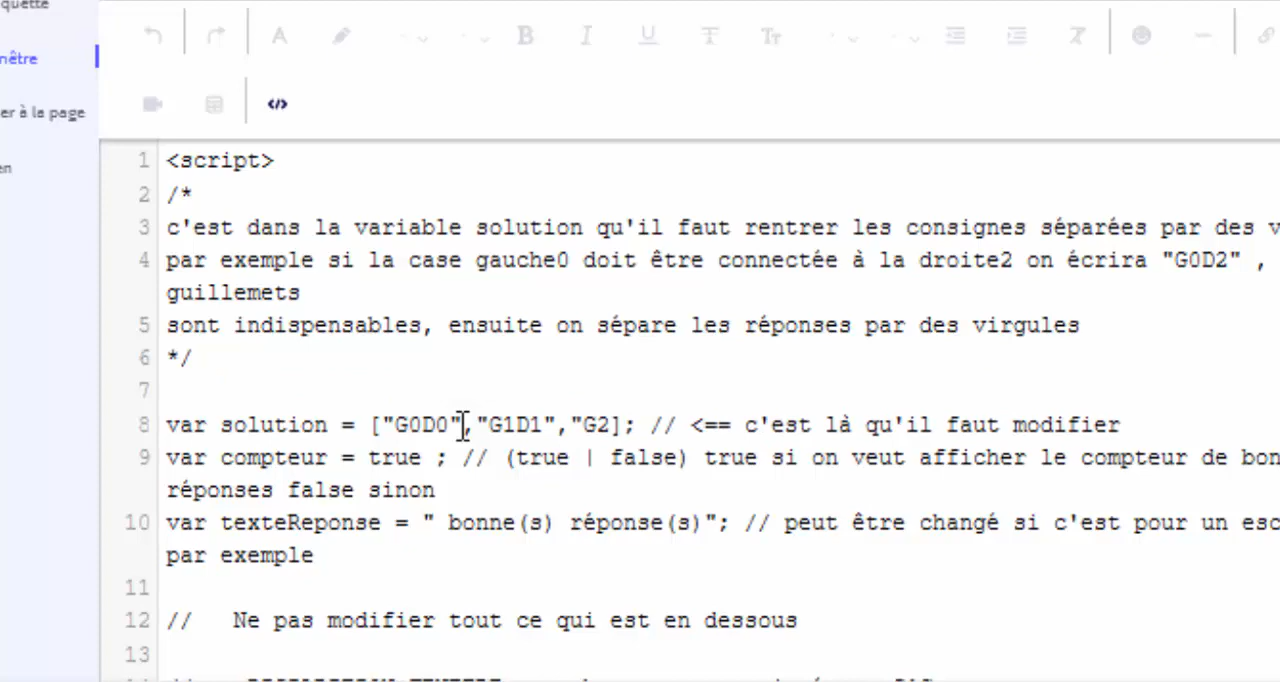 quette
nêtre
er à la page
en
1 <script>
2 /*
3 c'est dans la variable solution qu'il faut rentrer les consignes séparées par des v
4 par exemple si la case gauche0 doit être connectée à la droite2 on écrira "G0D2" ,
guillemets
5 sont indispensables, ensuite on sépare les réponses par des virgules
6 */
7
8 var solution = ["G0D0","G1D1","G2]; // <== c'est là qu'il faut modifier
9 var compteur = true ; // (true | false) true si on veut afficher le compteur de bon
réponses false sinon
10 var texteReponse = " bonne(s) réponse(s)"; // peut être changé si c'est pour un esc
par exemple
11
12 //   Ne pas modifier tout ce qui est en dessous
13